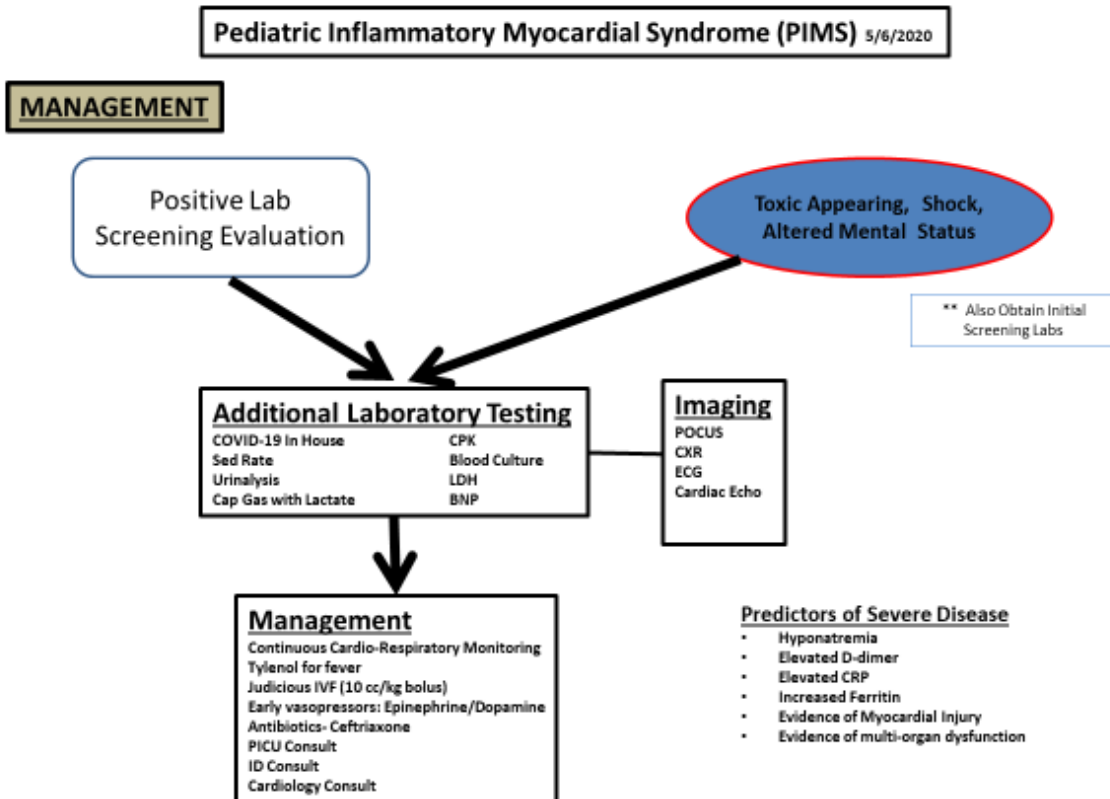 Pediatric Inflammatory Myocardial Syndrome (PIMS) 5/6/2020
MANAGEMENT
Positive Lab
Screening Evaluation
Toxic Appearing, Shock,
Altered Mental Status
** Also Obtain Initial
Screening Labs
Additional Laboratory Testing
COVID-19 In House
Sed Rate
Urinalysis
Cap Gas with Lactate
CPK
Blood Culture
LDH
BNP
Imaging
POCUS
CXR
ECG
Cardiac Echo
Management
Continuous Cardio-Respiratory Monitoring
Tylenol for fever
Judicious IVF (10 cc/kg bolus)
Early vasopressors: Epinephrine/Dopamine
Antibiotics- Ceftriaxone
PICU Consult
ID Consult
Cardiology Consult
Predictors of Severe Disease
• Hyponatremia
• Elevated D-dimer
• Elevated CRP
• Increased Ferritin
• Evidence of Myocardial Injury
• Evidence of multi-organ dysfunction